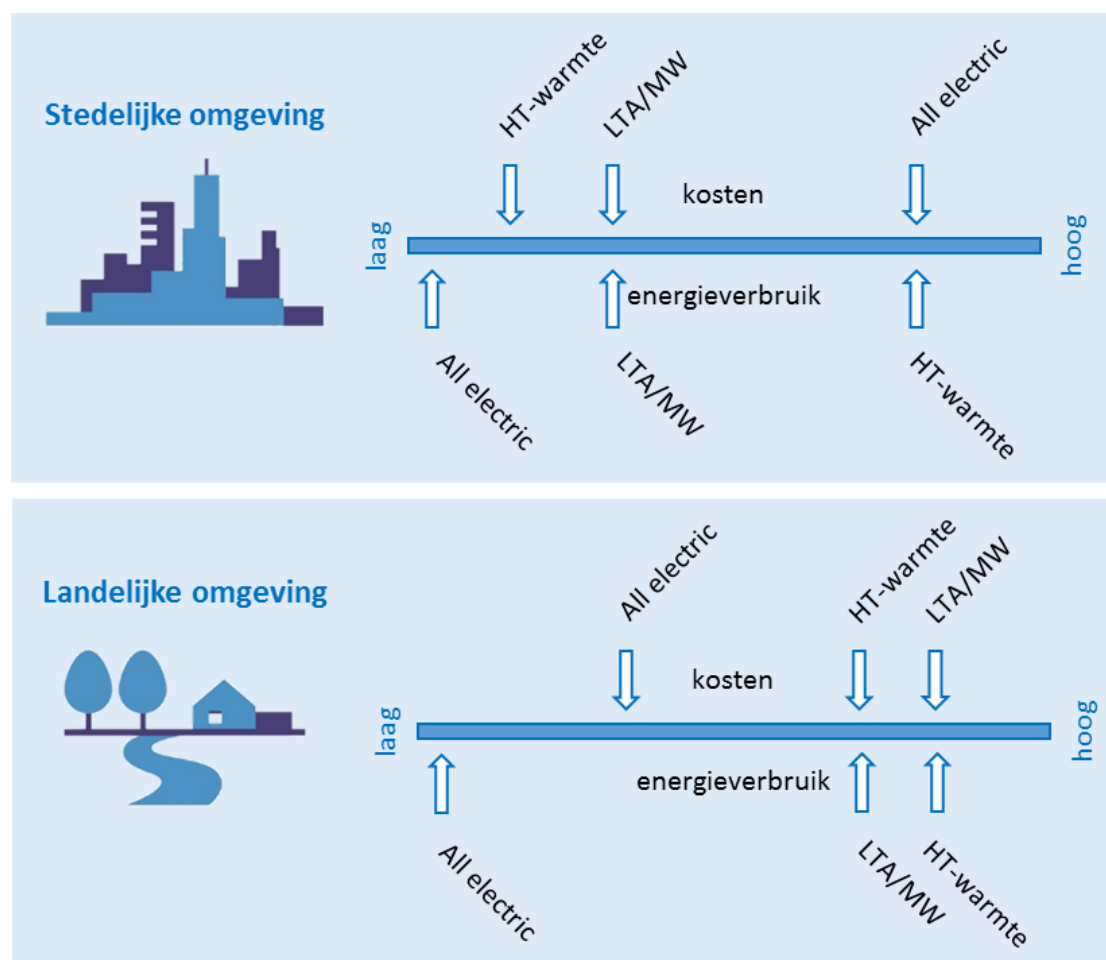 Stedelijke omgeving
HT-warmte
LTA/MW
All electric
kosten
laag
hoog
energieverbruik
All electric
LTA/MW
HT-warmte
Landelijke omgeving
All electric
HT-warmte
LTA/MW
kosten
laag
hoog
energieverbruik
All electric
LTA/MW
HT-warmte